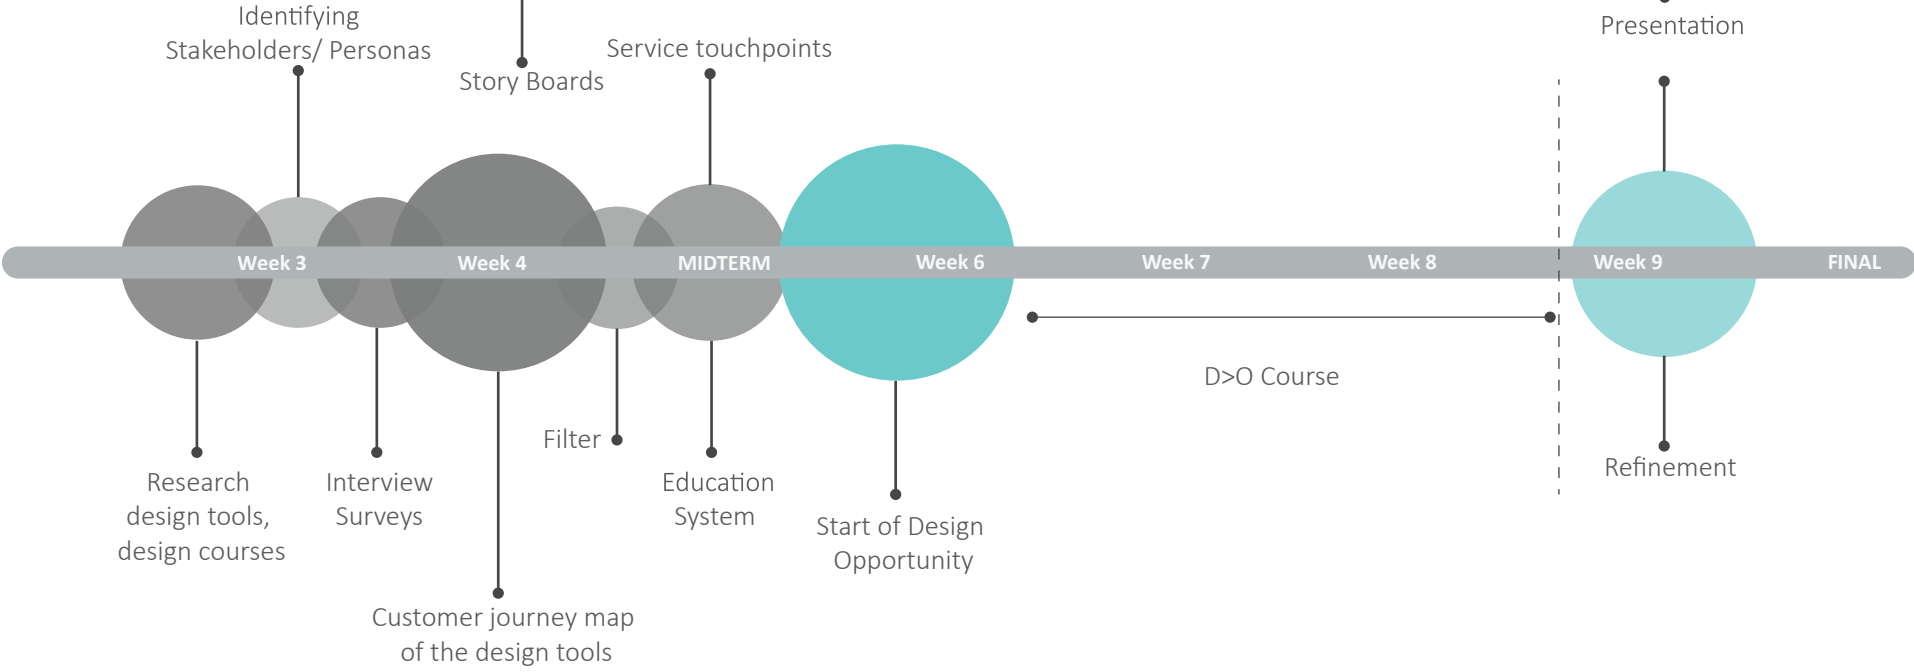 Identifying
Stakeholders/ Personas
Story Boards
Service touchpoints
Presentation
Week 3
Week 4
MIDTERM
Week 6
Week 7
Week 8
Week 9
FINAL
D>O Course
Filter
Refinement
Research
design tools,
design courses
Interview
Surveys
Education
System
Start of Design
Opportunity
Customer journey map
of the design tools